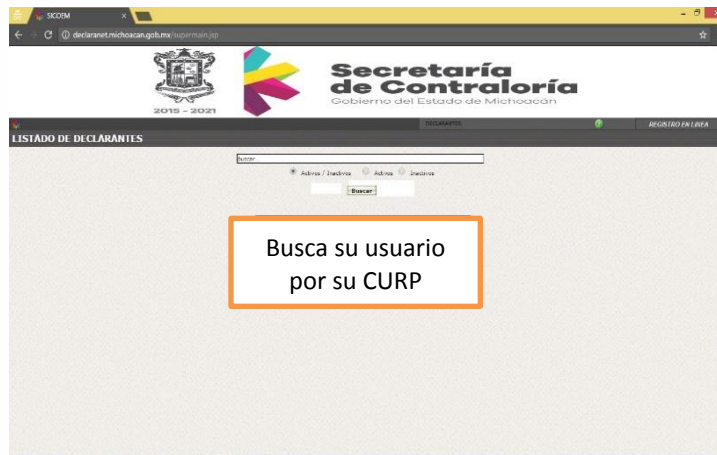 SICOEM
declaranet.michoacan.gob.mx/supermain.jsp
2015 - 2021
Secretaría
de Contraloría
Gobierno del Estado de Michoacán
DECLARANTES
REGISTRO EN LINEA
LISTADO DE DECLARANTES
buscar...
Activos / Inactivos Activos Inactivos
Buscar
Busca su usuario
por su CURP